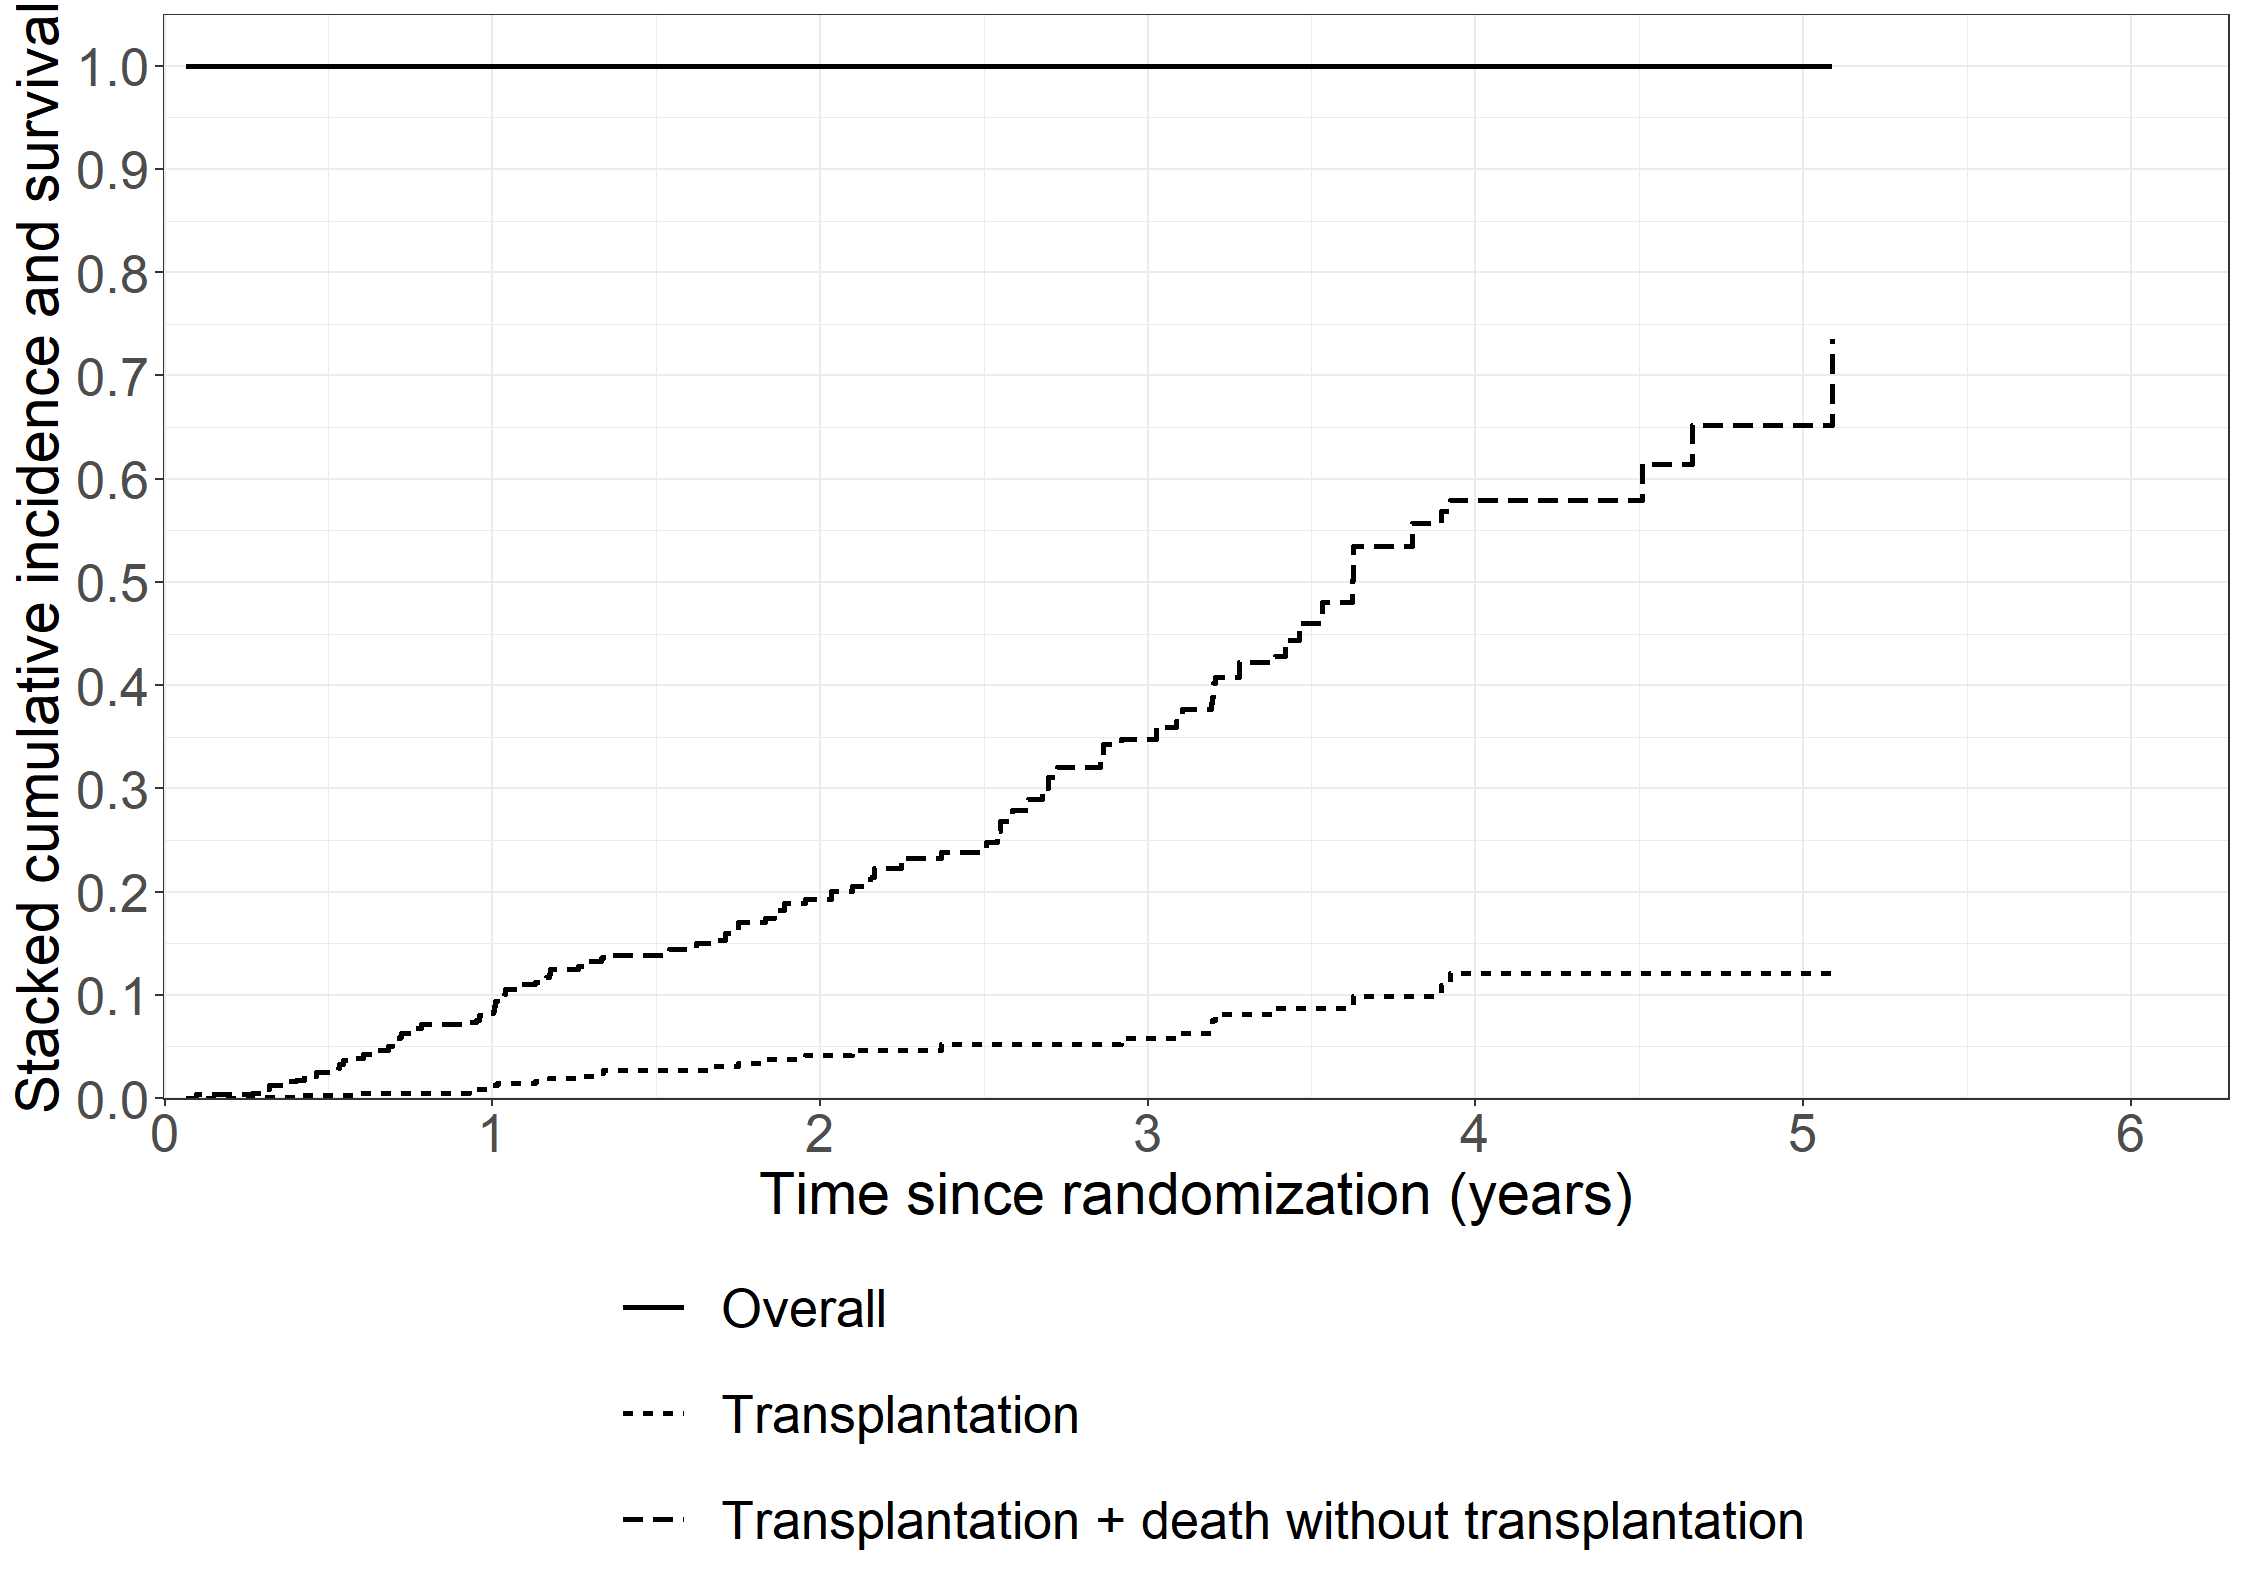 Stacked cumulative incidence and survival
1.0
0.9
0.8
0.7
0.6
0.5
0.4
0.3
0.2
0.1
0.0
0 1 2 3 4 5 6
Time since randomization (years)
Overall
Transplantation
Transplantation + death without transplantation